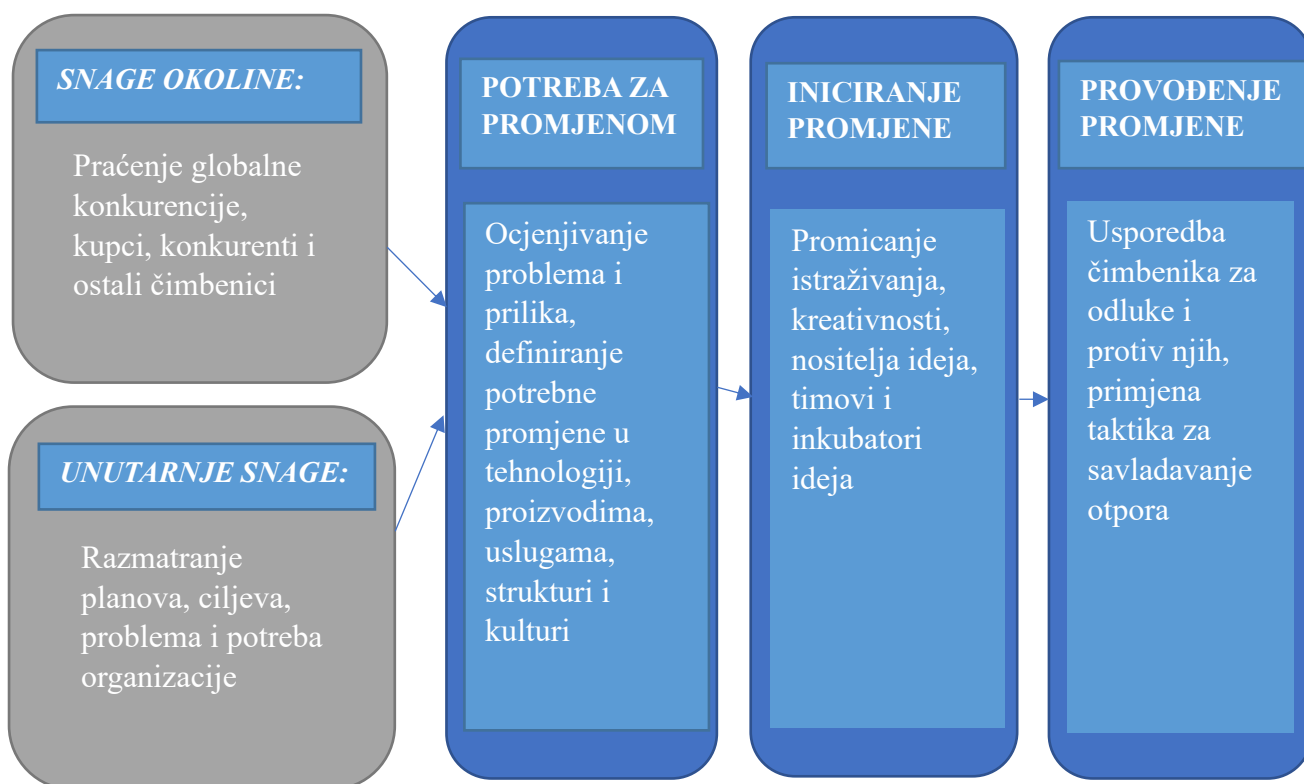 SNAGE OKOLINE:
Praćenje globalne
konkurencije,
kupci, konkurenti i
ostali čimbenici
UNUTARNJE SNAGE:
Razmatranje
planova, ciljeva,
problema i potreba
organizacije
POTREBA ZA
PROMJENOM
Ocjenjivanje
problema i
prilika,
definiranje
potrebne
promjene u
tehnologiji,
proizvodima,
uslugama,
strukturi i
kulturi
INICIRANJE
PROMJENE
Promicanje
istraživanja,
kreativnosti,
nositelja ideja,
timovi i
inkubatori
ideja
PROVOĐENJE
PROMJENE
Usporedba
čimbenika za
odluke i
protiv njih,
primjena
taktika za
savladavanje
otpora